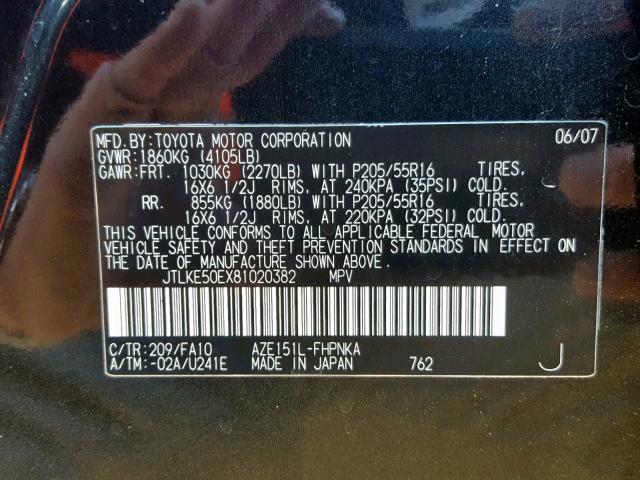 MFD.BY:TOYOTA MOTOR CORPORATION 06/07
GVWR:1860KG (4105LB)
GAWR:FRT. 1030KG (2270LB) WITH P205/55R16 TIRES,
16X6 1/2J RIMS, AT 240KPA (35PSI) COLD.
RR. 855KG (1880LB) WITH P205/55R16 TIRES,
16X6 1/2J RIMS, AT 220KPA (32PSI) COLD.
THIS VEHICLE CONFORMS TO ALL APPLICABLE FEDERAL MOTOR
VEHICLE SAFETY AND THEFT PREVENTION STANDARDS IN EFFECT ON
THE DATE OF MANUFACTURE SHOWN ABOVE.
JTLKE50EX81020382 MPV
C/TR:209/FA10 AZE151L-FHPNKA
A/TM:-02A/U241E MADE IN JAPAN 762 J